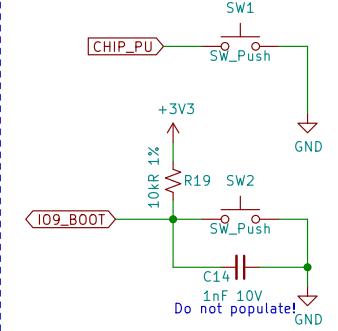 SW1
CHIP_PU
SW_Push
GND
+3V3
10kR 1%
R19
SW2
IO9_BOOT
SW_Push
C14
1nF 10V
Do not populate!
GND